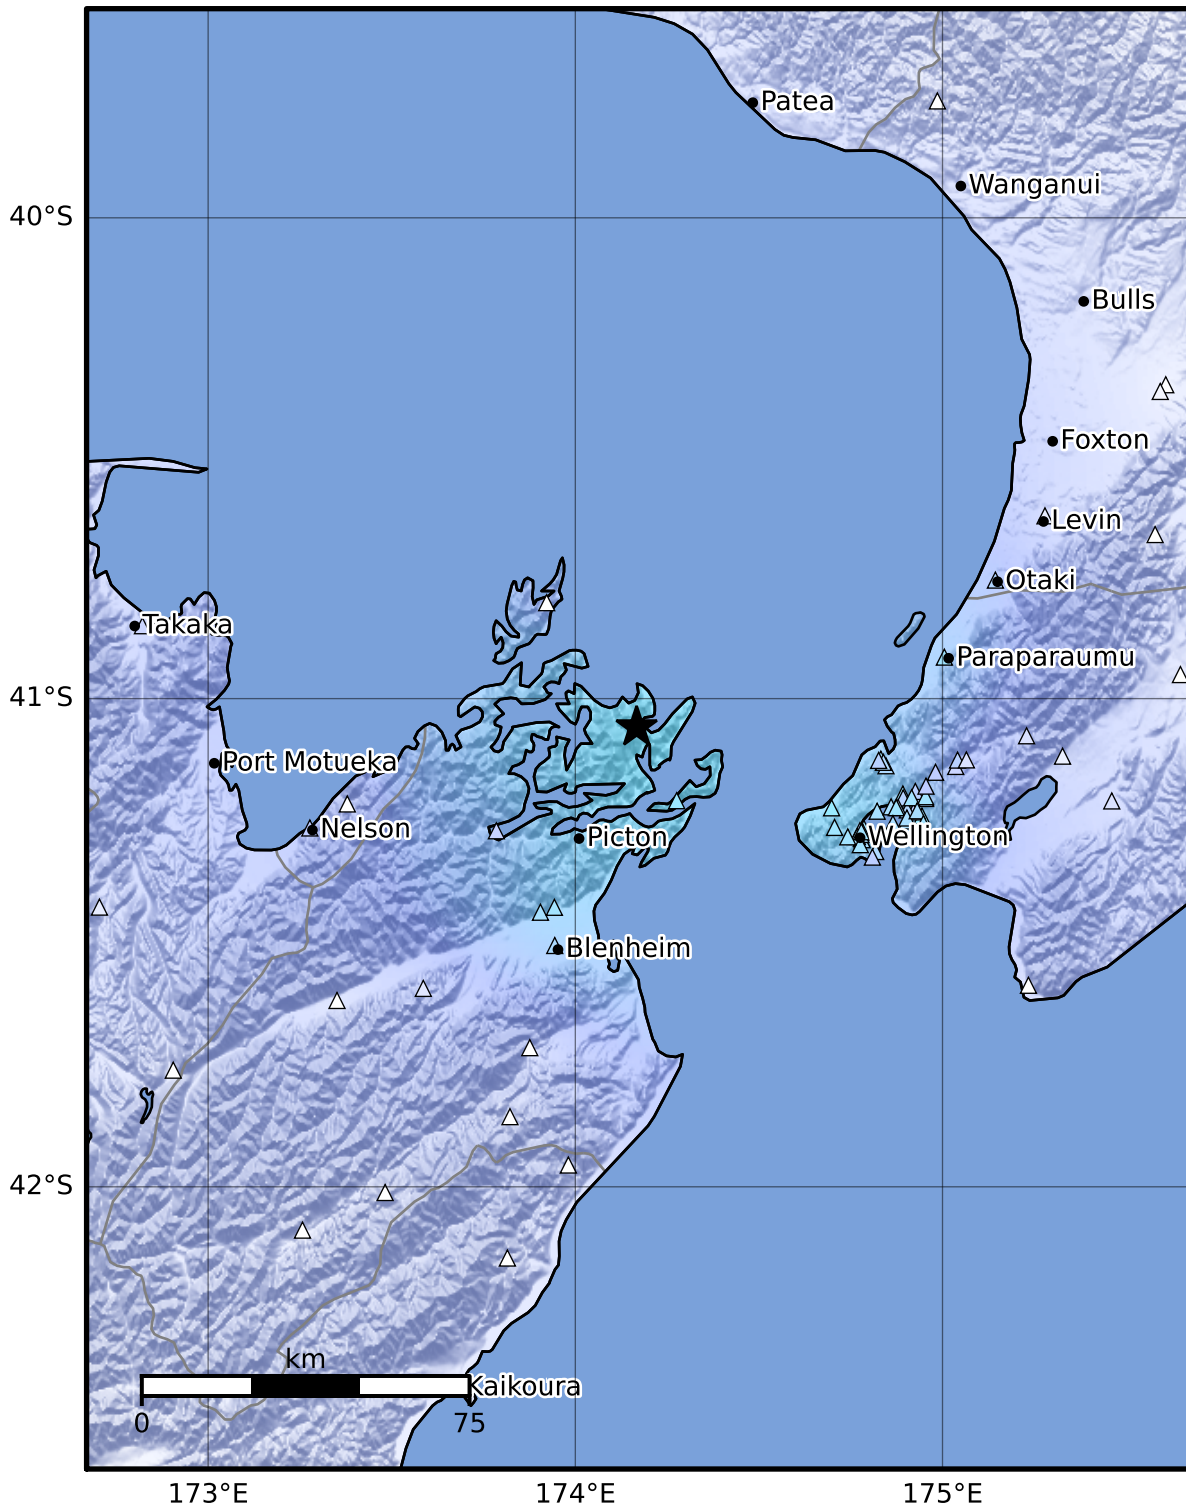 Patea
Wanganui
40°S
Bulls
Foxton
Levin
Otaki
Takaka
Paraparaumu
41°S
Port Motueka
Nelson
Picton
Wellington
Blenheim
42°S
km
Kaikoura
0
75
173°E
174°E
175°E